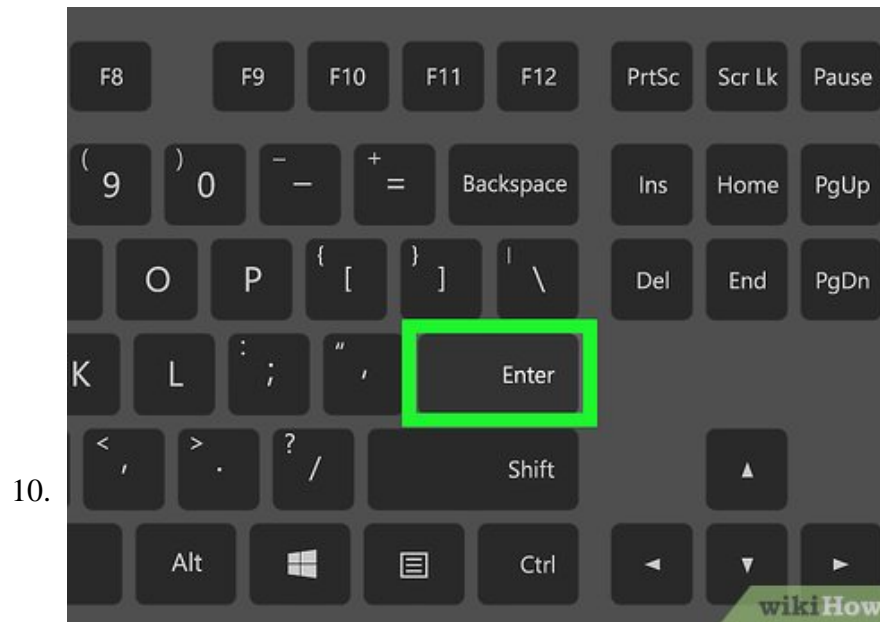 F8 F9 F10 F11 F12 PrtSc Scr Lk Pause
( 9 ) 0 _ - + = Backspace Ins Home PgUp
O P { [ } ] | \ Del End PgDn
K L : ; " ' Enter
< , > . ? / Shift
10.
Alt Ctrl
wikiHow